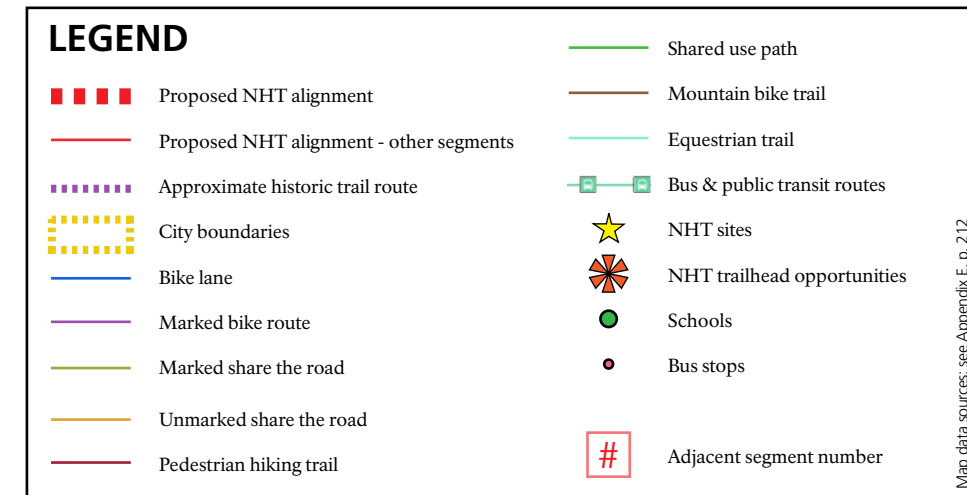 LEGEND
Proposed NHT alignment
Proposed NHT alignment - other segments
Approximate historic trail route
City boundaries
Bike lane
Marked bike route
Marked share the road
Unmarked share the road
Pedestrian hiking trail
Shared use path
Mountain bike trail
Equestrian trail
Bus & public transit routes
NHT sites
NHT trailhead opportunities
Schools
Bus stops
#
Adjacent segment number
Map data sources: see Appendix E, p. 212